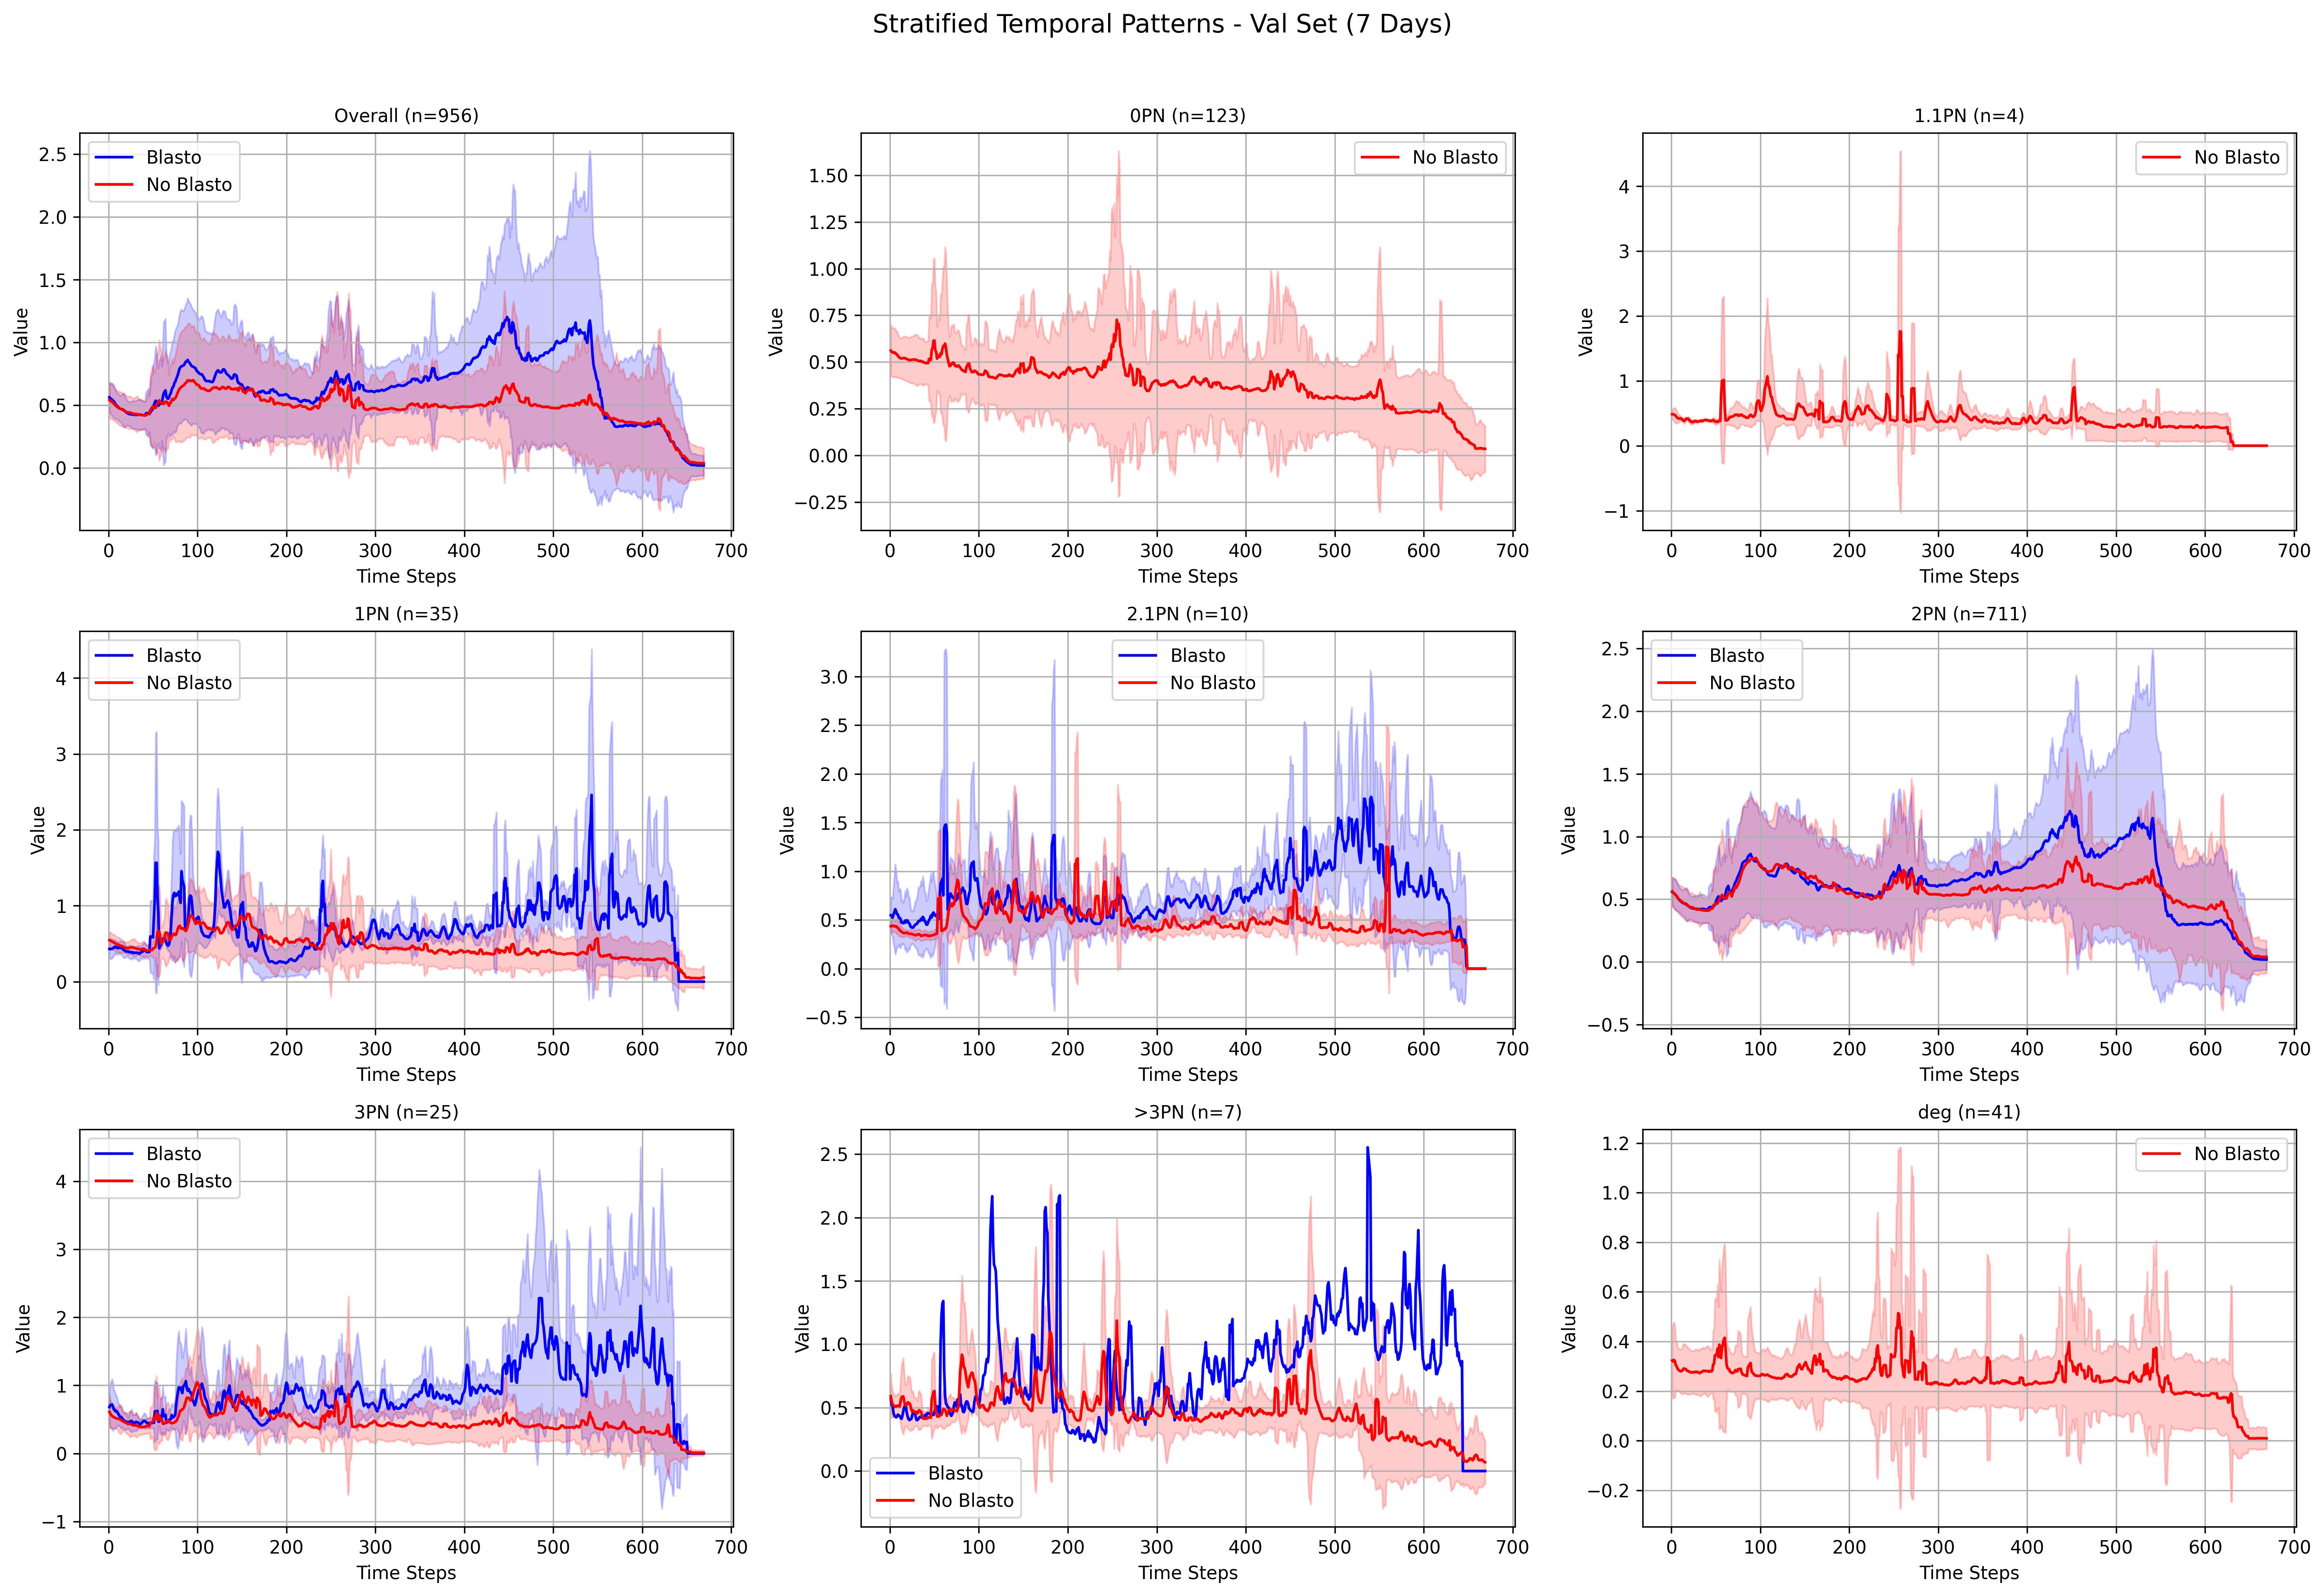 Stratified Temporal Patterns - Val Set (7 Days)
Overall (n=956)
Value
2.5
2.0
1.5
1.0
0.5
0.0
Blasto
No Blasto
0 100 200 300 400 500 600 700
Time Steps
0PN (n=123)
Value
1.50
1.25
1.00
0.75
0.50
0.25
0.00
−0.25
No Blasto
0 100 200 300 400 500 600 700
Time Steps
1.1PN (n=4)
Value
4
3
2
1
0
−1
No Blasto
0 100 200 300 400 500 600 700
Time Steps
1PN (n=35)
Value
4
3
2
1
0
Blasto
No Blasto
0 100 200 300 400 500 600 700
Time Steps
2.1PN (n=10)
Value
3.0
2.5
2.0
1.5
1.0
0.5
0.0
−0.5
Blasto
No Blasto
0 100 200 300 400 500 600 700
Time Steps
2PN (n=711)
Value
2.5
2.0
1.5
1.0
0.5
0.0
−0.5
Blasto
No Blasto
0 100 200 300 400 500 600 700
Time Steps
3PN (n=25)
Value
4
3
2
1
0
−1
Blasto
No Blasto
0 100 200 300 400 500 600 700
Time Steps
>3PN (n=7)
Value
2.5
2.0
1.5
1.0
0.5
0.0
Blasto
No Blasto
0 100 200 300 400 500 600 700
Time Steps
deg (n=41)
Value
1.2
1.0
0.8
0.6
0.4
0.2
0.0
−0.2
No Blasto
0 100 200 300 400 500 600 700
Time Steps